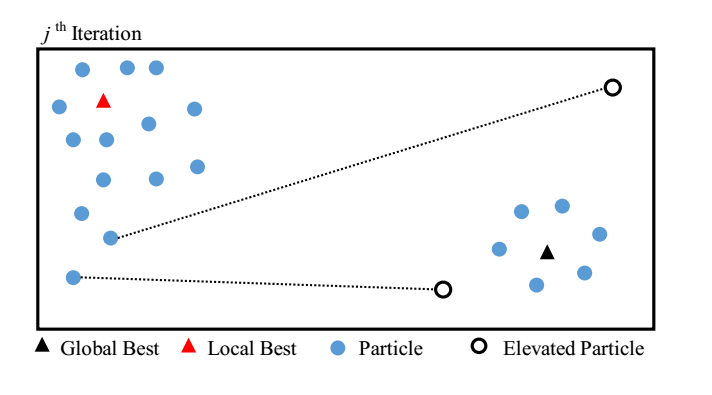 j th Iteration
Global Best Local Best Particle Elevated Particle